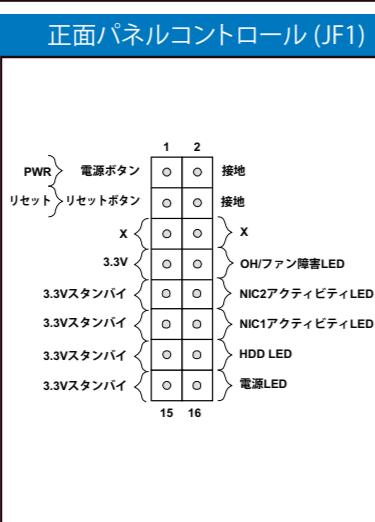 正面パネルコントロール (JF1)
1 2
PWR 電源ボタン 接地
リセット リセットボタン 接地
X X
3.3V OH/ファン障害LED
3.3Vスタンバイ NIC2アクティビティLED
3.3Vスタンバイ NIC1アクティビティLED
3.3Vスタンバイ HDD LED
3.3Vスタンバイ 電源LED
15 16